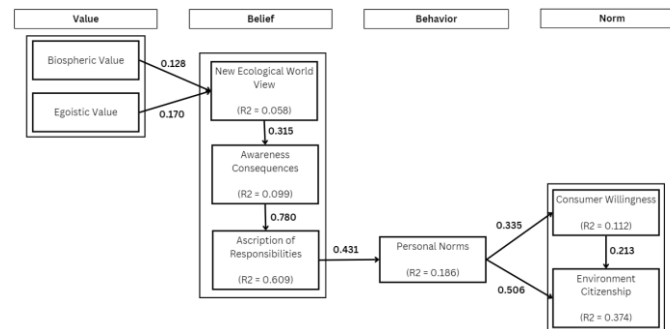 Value
Belief
Behavior
Norm
Biospheric Value
0.128
Egoistic Value
0.170
New Ecological World
View
(R2 = 0.058)
0.315
Awareness
Consequences
(R2 = 0.099)
0.780
Ascription of
Responsibilities
(R2 = 0.609)
0.431
Personal Norms
(R2 = 0.186)
0.335
0.506
Consumer Willingness
(R2 = 0.112)
0.213
Environment
Citizenship
(R2 = 0.374)